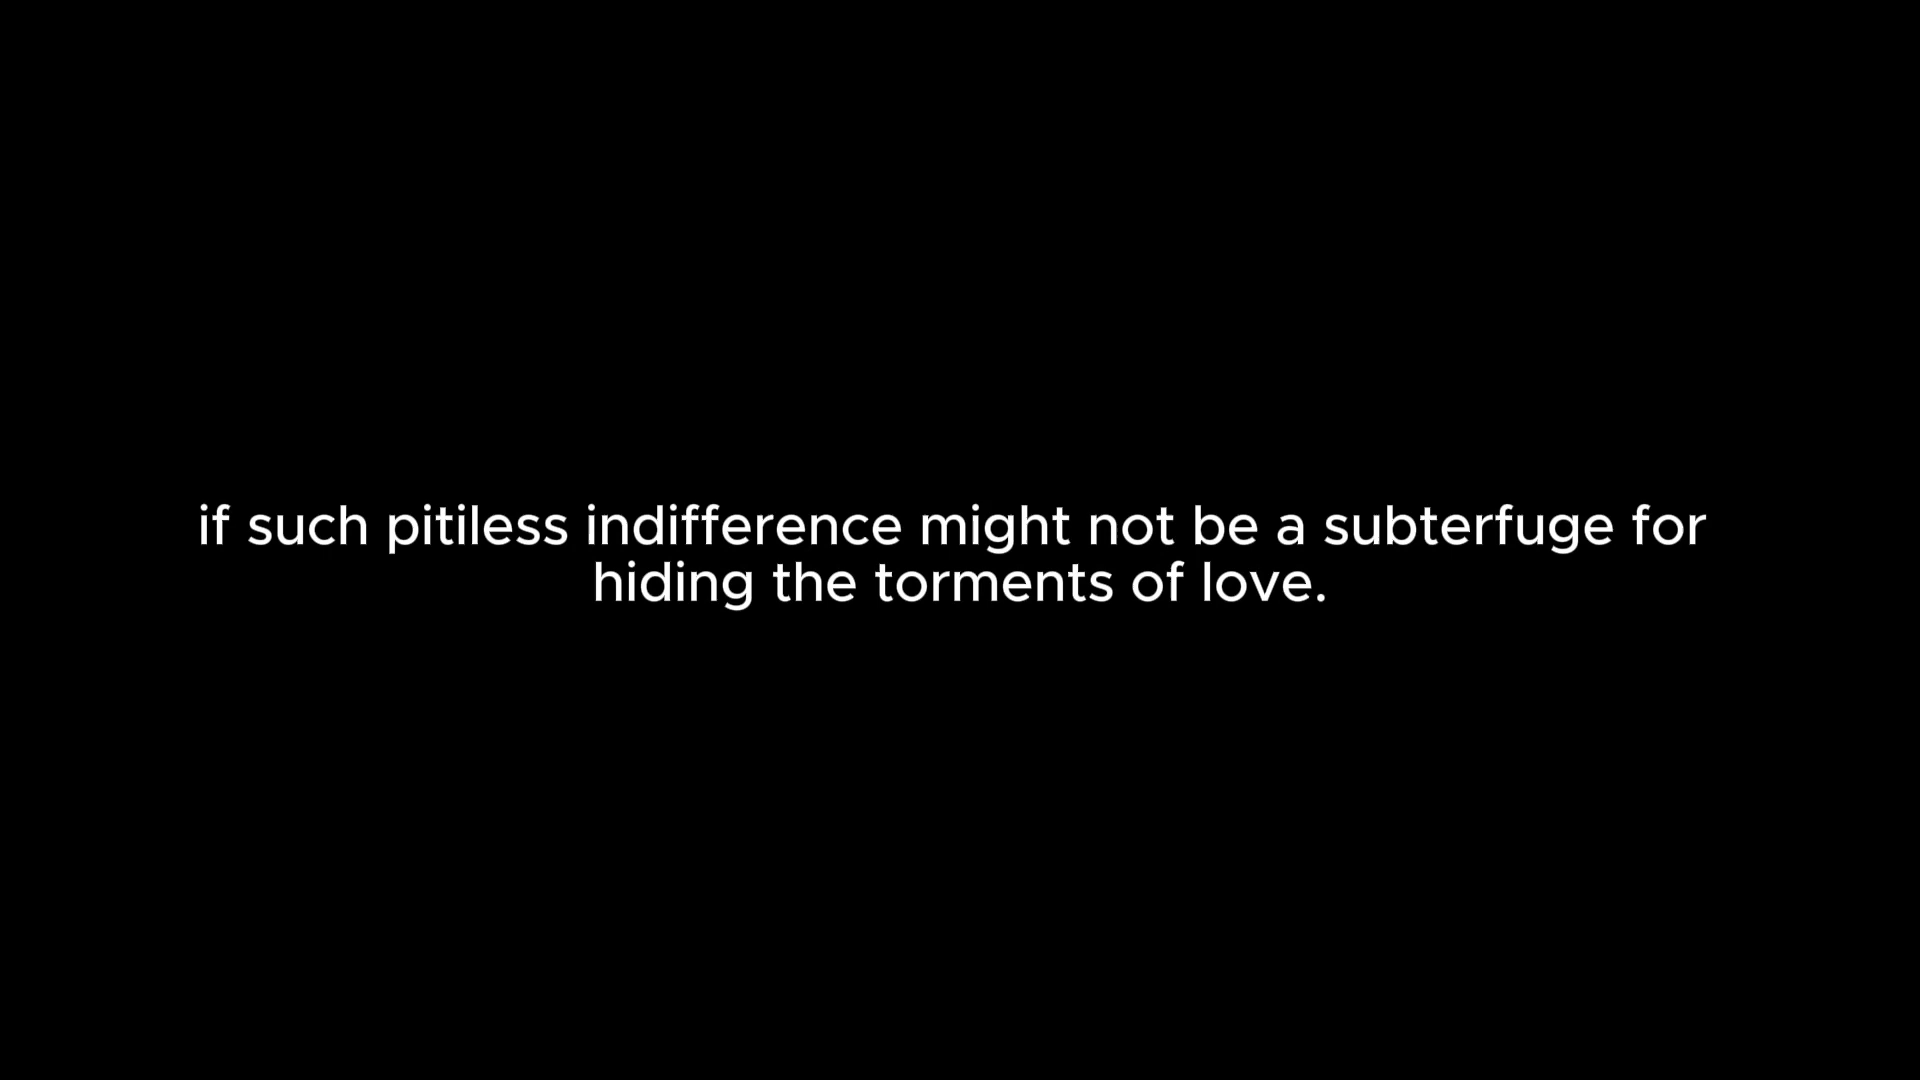 if such pitiless indifference might not be a subterfuge for
hiding the torments of love.